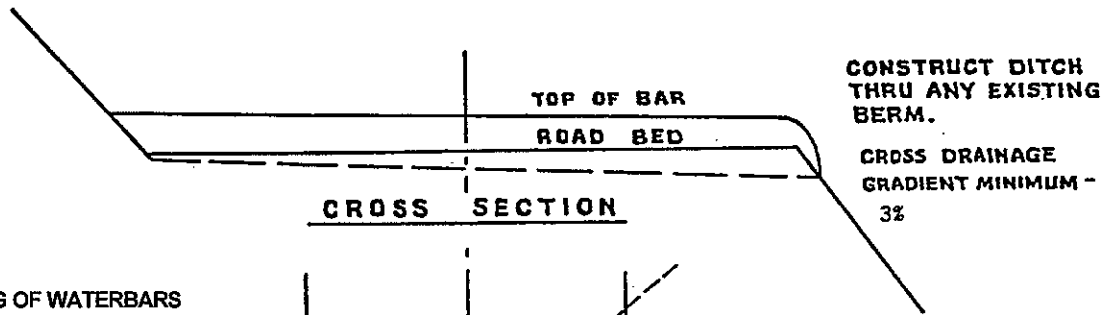 TOP OF BAR
ROAD BED
CONSTRUCT DITCH
THRU ANY EXISTING
BERM.
CROSS DRAINAGE
GRADIENT MINIMUM -
3%
CROSS SECTION
OF WATERBARS